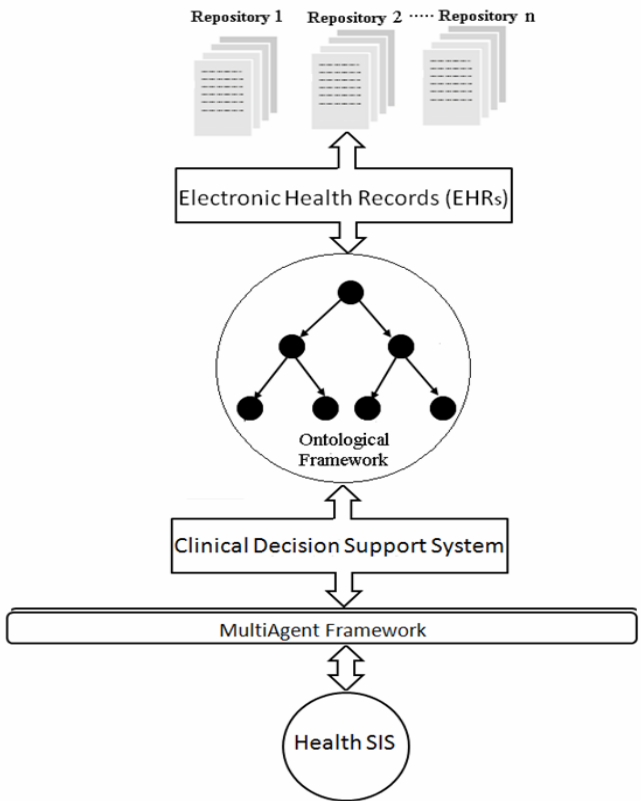 Repository 1 Repository 2 ····· Repository n
Electronic Health Records (EHRs)
Ontological
Framework
Clinical Decision Support System
MultiAgent Framework
Health SIS